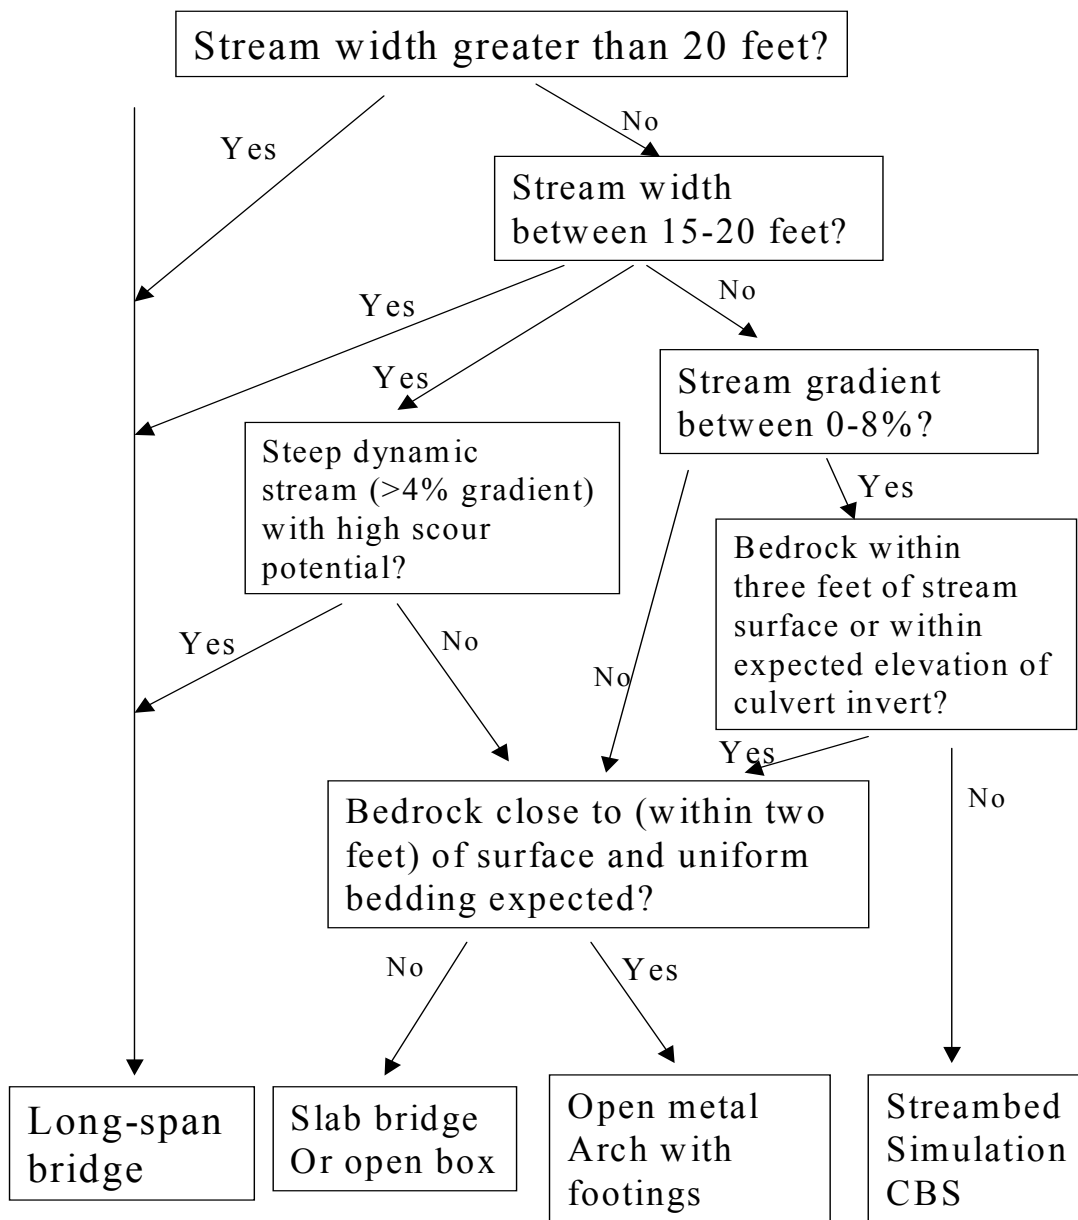 Stream width greater than 20 feet?
No
Yes
Stream width
between 15-20 feet?
No
Yes
Yes
Stream gradient
between 0-8%?
Steep dynamic
stream (>4% gradient)
with high scour
potential?
Yes
Bedrock within
three feet of stream
surface or within
expected elevation of
culvert invert?
Yes
No
No
Yes
No
Bedrock close to (within two
feet) of surface and uniform
bedding expected?
No
Yes
Long-span
bridge
Slab bridge
Or open box
Open metal
Arch with
footings
Streambed
Simulation
CBS